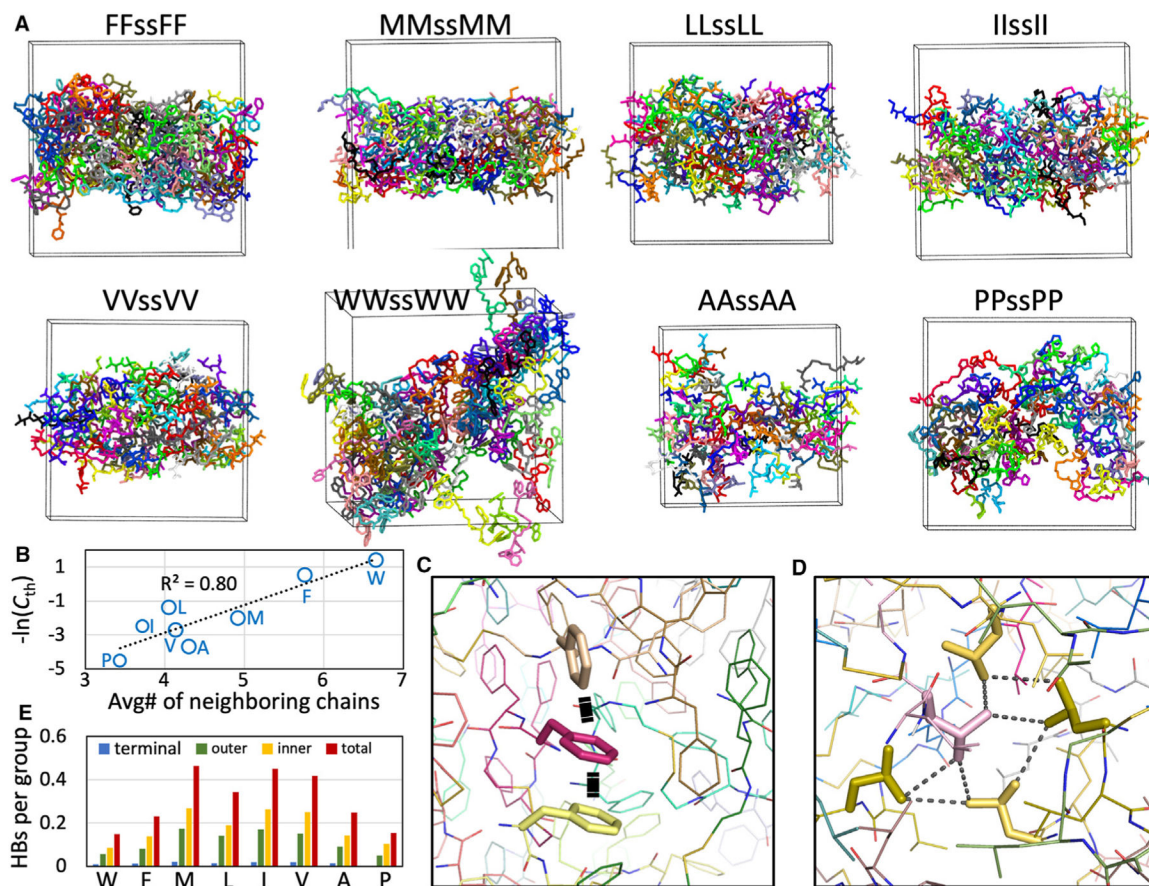 A
FFssFF
MMssMM
LLssLL
IIssII
VVssVV
WWssWW
AAssAA
PPssPP
B
-ln(Cth)
1
-1
-3
-5
R² = 0.80
W
F
M
L
I
V
A
P
3
4
5
6
7
Avg# of neighboring chains
C
D
E
HBs per group
0.6
0.4
0.2
0
terminal outer inner total
W F M L I V A P